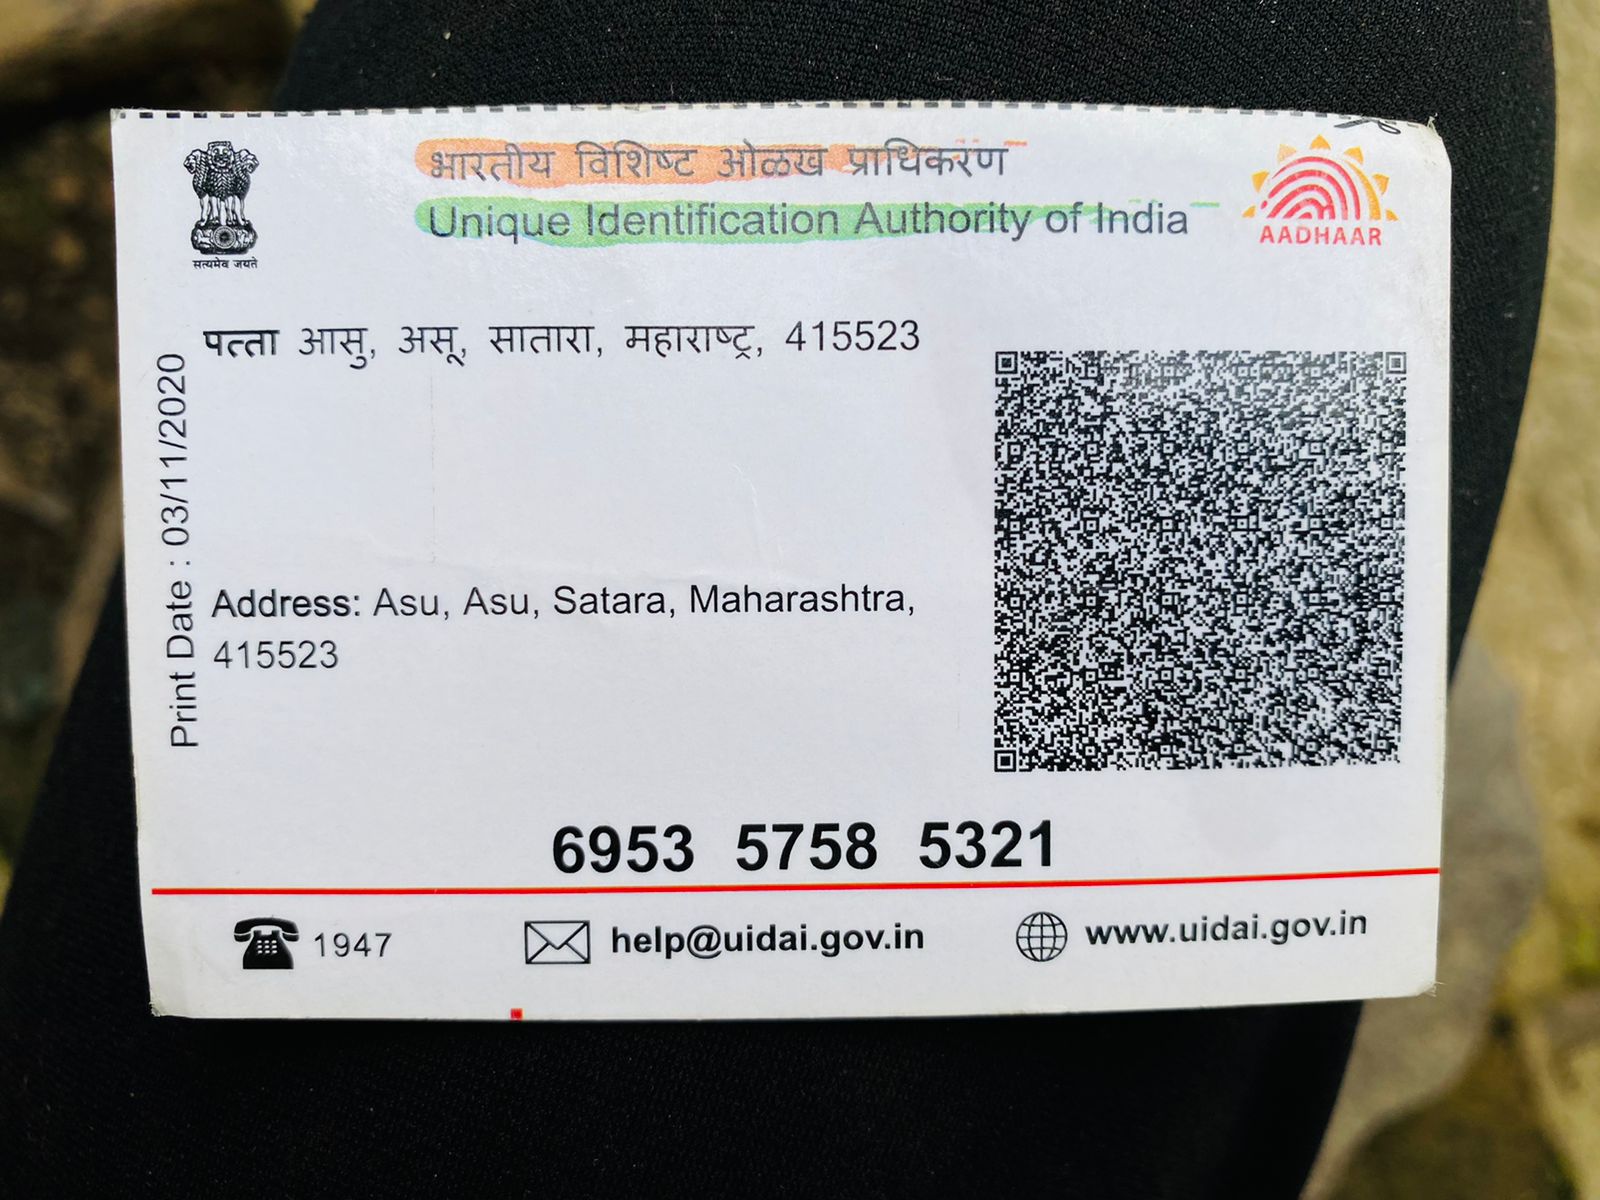 भारतीय विशिष्ट ओळख प्राधिकरण
Unique Identification Authority of India
सत्यमेव जयते
AADHAAR
पत्ता आसु, असू, सातारा, महाराष्ट्र, 415523
Print Date : 03/11/2020
Address: Asu, Asu, Satara, Maharashtra,
415523
6953 5758 5321
1947
help@uidai.gov.in
www.uidai.gov.in